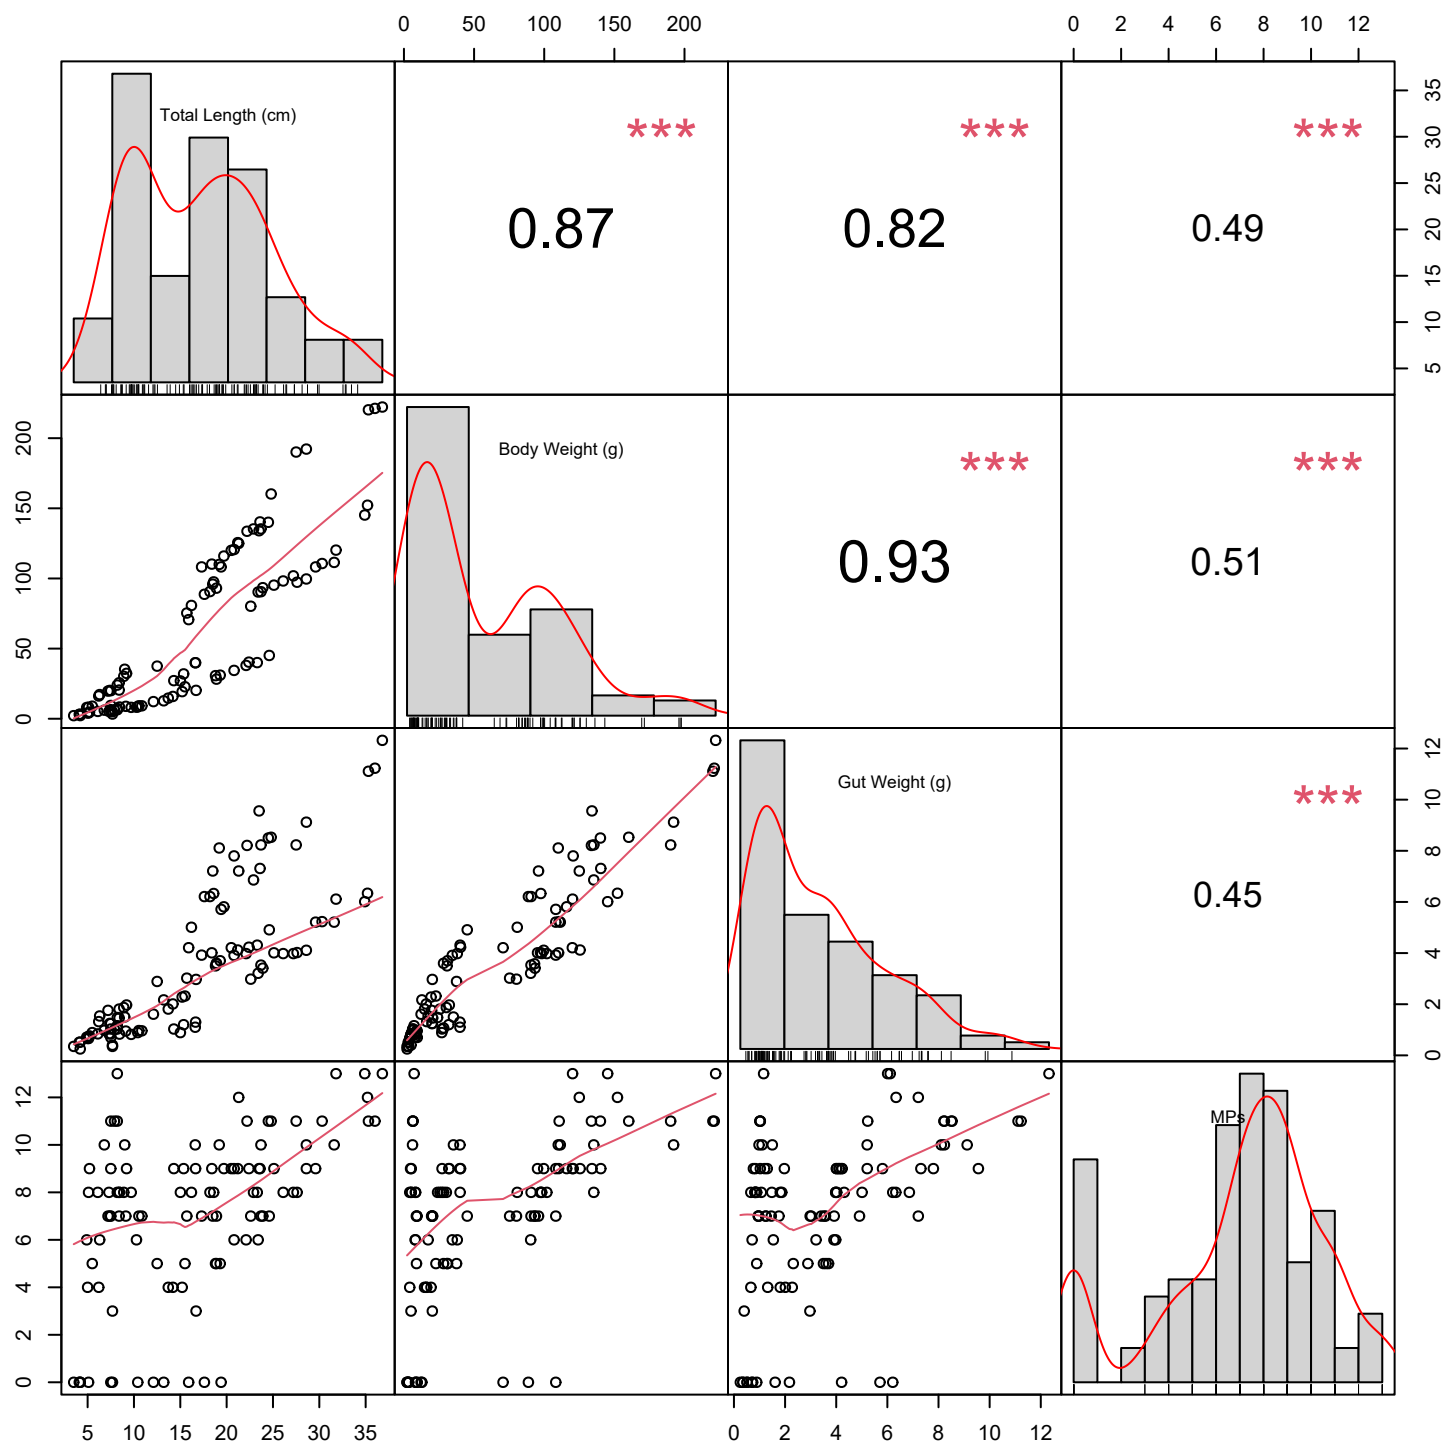 0 50 100 150 200 0 2 4 6 8 10 12
Total Length (cm)
***
0.87
***
0.82
***
0.49
5 10 15 20 25 30 35
0 50 100 150 200
Body Weight (g)
***
0.93
***
0.51
Gut Weight (g)
***
0.45
0 2 4 6 8 10 12
0 2 4 6 8 10 12
MPs
5 10 15 20 25 30 35 0 2 4 6 8 10 12